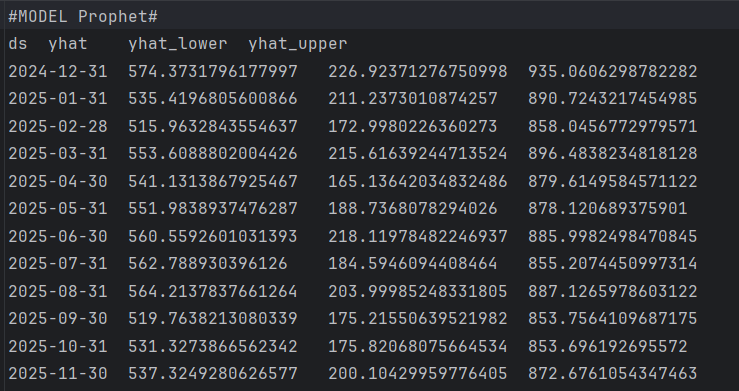 #MODEL Prophet#
ds yhat yhat_lower yhat_upper
2024-12-31 574.3731796177997 226.92371276750998 935.0606298782282
2025-01-31 535.4196805600866 211.2373010874257 890.7243217454985
2025-02-28 515.9632843554637 172.9980226360273 858.0456772979571
2025-03-31 553.6088802004426 215.61639244713524 896.4838234818128
2025-04-30 541.1313867925467 165.13642034832486 879.6149584571122
2025-05-31 551.9838937476287 188.7368078294026 878.120689375901
2025-06-30 560.5592601031393 218.11978482246937 885.9982498470845
2025-07-31 562.788930396126 184.5946094408464 855.2074450997314
2025-08-31 564.2137837661264 203.99985248331805 887.1265978603122
2025-09-30 519.7638213080339 175.21550639521982 853.7564109687175
2025-10-31 531.3273866562342 175.82068075664534 853.696192695572
2025-11-30 537.3249280626577 200.10429959776405 872.6761054347463